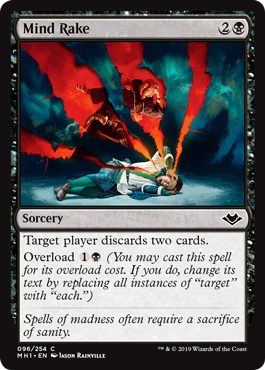 Mind Rake 2
Sorcery
Target player discards two cards.
Overload 1 (You may cast this spell
for its overload cost. If you do, change its
text by replacing all instances of “target”
with “each.”)
Spells of madness often require a sacrifice
of sanity.
096/254 C
MH1 • EN Jason Rainville ™ & © 2019 Wizards of the Coast